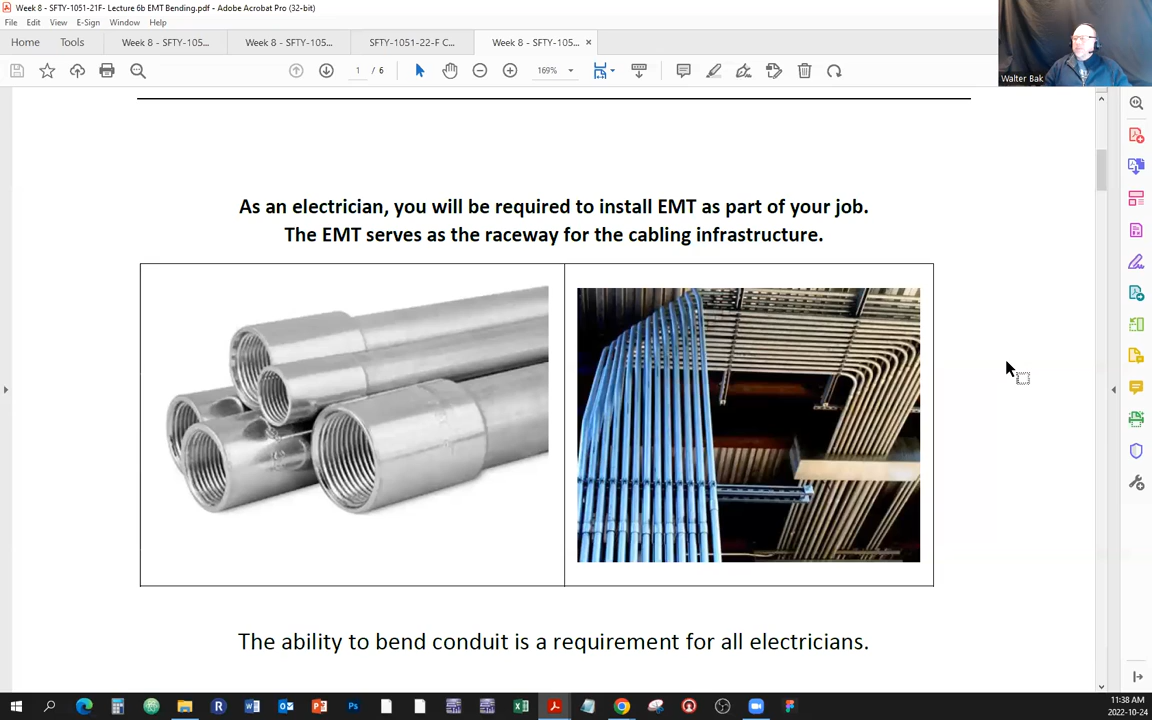 Week 8 - SFTY-1051-21F- Lecture 6b EMT Bending.pdf - Adobe Acrobat Pro (32-bit)
File Edit View E-Sign Window Help
Home Tools Week 8 - SFTY-105... Week 8 - SFTY-105... SFTY-1051-22-F C... Week 8 - SFTY-105... ×
1 / 6 169%
Walter Bak
As an electrician, you will be required to install EMT as part of your job.
The EMT serves as the raceway for the cabling infrastructure.
The ability to bend conduit is a requirement for all electricians.
11:38 AM
2022-10-24